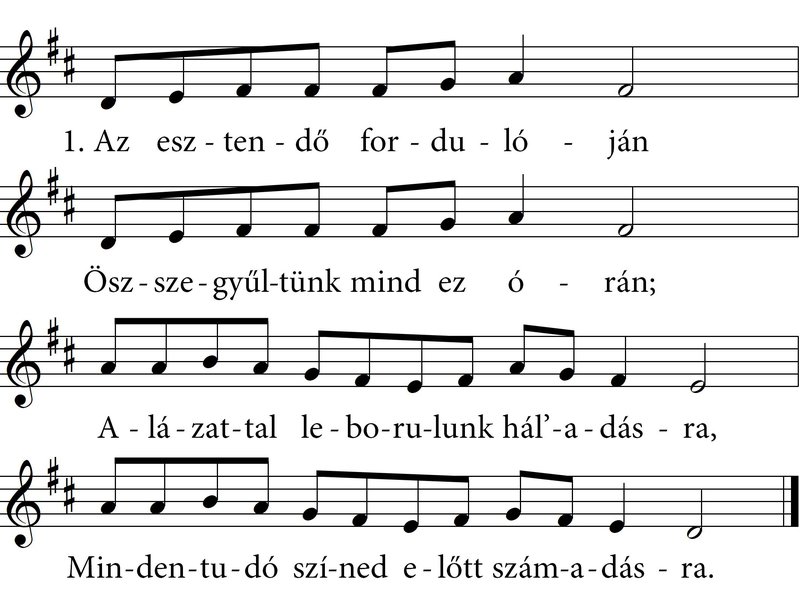 1. Az esz - ten - dő for - du - ló - ján
Ösz - sze - gyűl - tünk mind ez ó - rán;
A - lá - zat - tal le - bo - ru - lunk hál’ - a - dás - ra,
Min - den - tu - dó szí - ned e - lőtt szám - a - dás - ra.